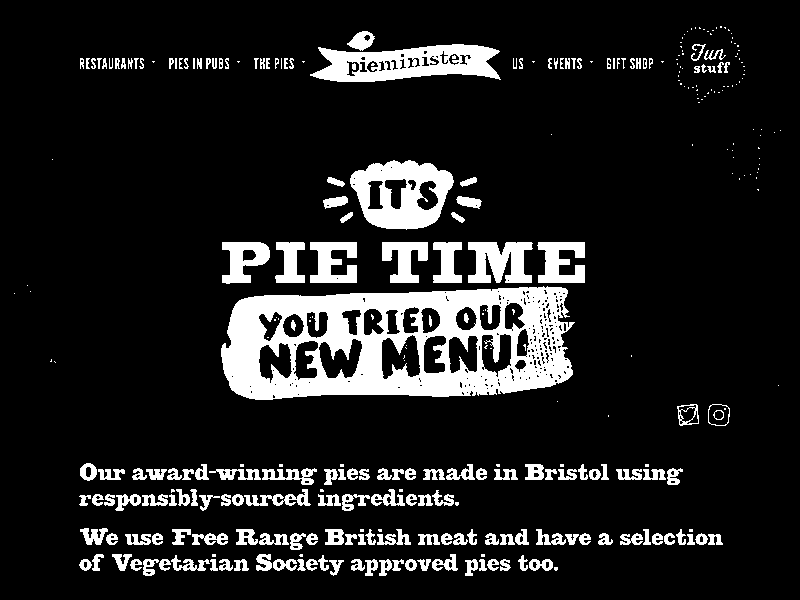 RESTAURANTS PIES IN PUBS THE PIES pieminister US EVENTS GIFT SHOP Fun stuff
IT'S
PIE TIME
YOU TRIED OUR
NEW MENU!
Our award-winning pies are made in Bristol using
responsibly-sourced ingredients.
We use Free Range British meat and have a selection
of Vegetarian Society approved pies too.